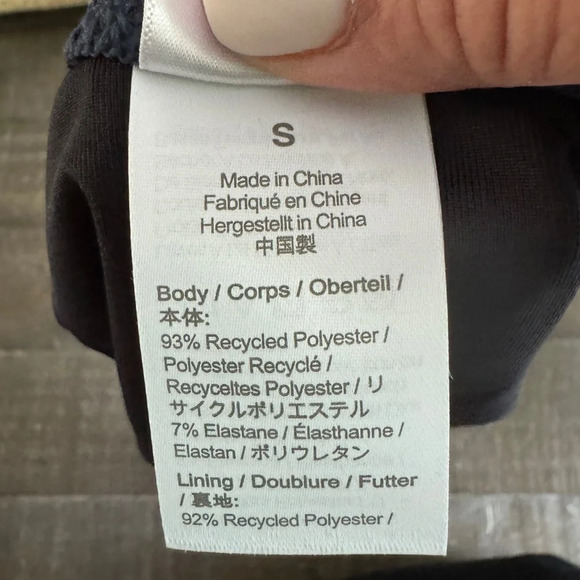 S
Made in China
Fabriqué en Chine
Hergestellt in China
中国製
Body / Corps / Oberteil /
本体:
93% Recycled Polyester /
Polyester Recyclé /
Recyceltes Polyester / リ
サイクルポリエステル
7% Elastane / Élasthanne /
Elastan / ポリウレタン
Lining / Doublure / Futter
/ 裏地:
92% Recycled Polyester /